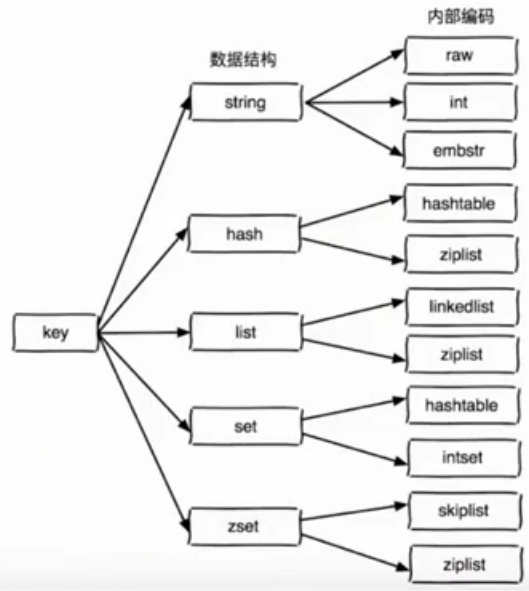 内部编码
数据结构
raw
string
int
embstr
hashtable
hash
ziplist
linkedlist
key
list
ziplist
hashtable
set
intset
skiplist
zset
ziplist